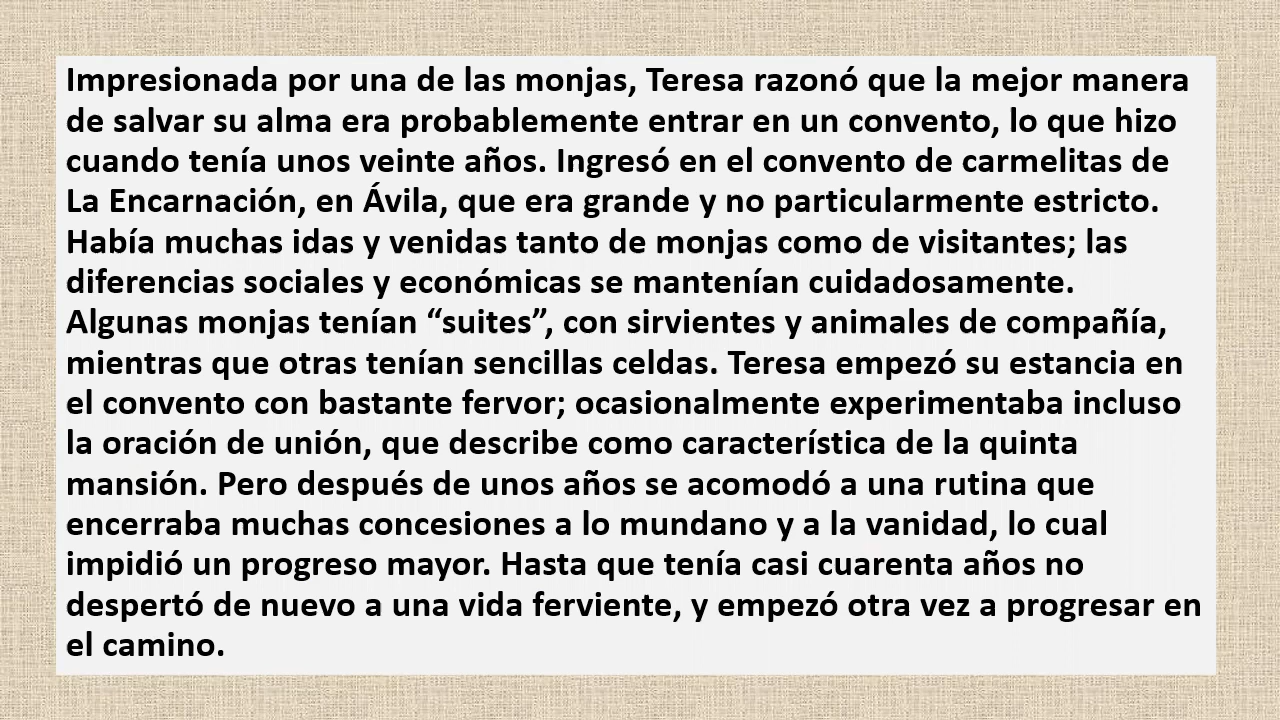 Impresionada por una de las monjas, Teresa razonó que la mejor manera
de salvar su alma era probablemente entrar en un convento, lo que hizo
cuando tenía unos veinte años. Ingresó en el convento de carmelitas de
La Encarnación, en Ávila, que era grande y no particularmente estricto.
Había muchas idas y venidas tanto de monjas como de visitantes; las
diferencias sociales y económicas se mantenían cuidadosamente.
Algunas monjas tenían “suites”, con sirvientes y animales de compañía,
mientras que otras tenían sencillas celdas. Teresa empezó su estancia en
el convento con bastante fervor; ocasionalmente experimentaba incluso
la oración de unión, que describe como característica de la quinta
mansión. Pero después de unos años se acomodó a una rutina que
encerraba muchas concesiones a lo mundano y a la vanidad, lo cual
impidió un progreso mayor. Hasta que tenía casi cuarenta años no
despertó de nuevo a una vida ferviente, y empezó otra vez a progresar en
el camino.